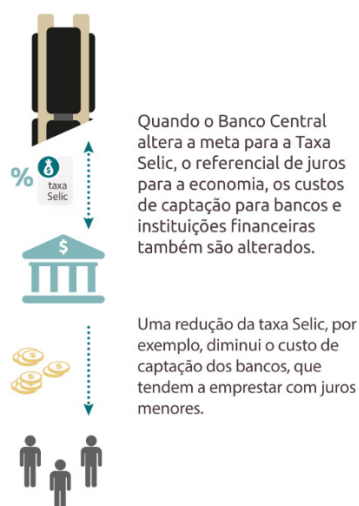 Quando o Banco Central
altera a meta para a Taxa
Selic, o referencial de juros
para a economia, os custos
de captação para bancos e
instituições financeiras
também são alterados.
%
$
taxa
Selic
$
Uma redução da taxa Selic, por
exemplo, diminui o custo de
captação dos bancos, que
tendem a emprestar com juros
menores.